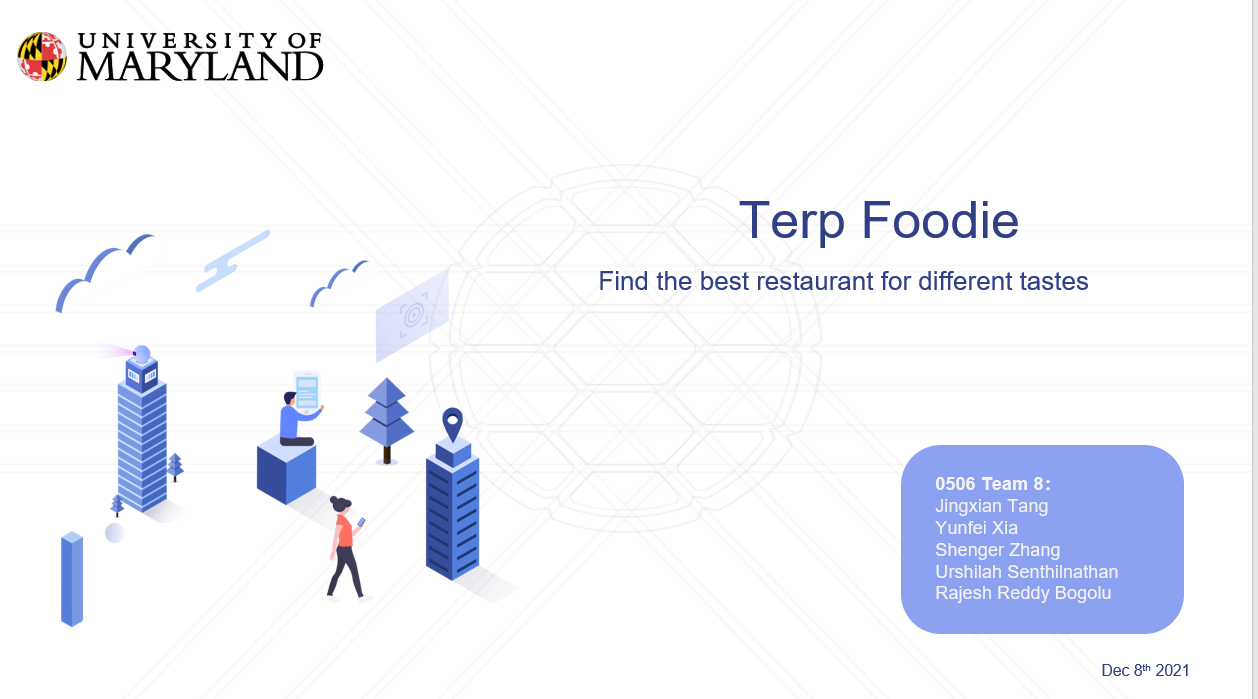 UNIVERSITY OF
MARYLAND
Terp Foodie
Find the best restaurant for different tastes
0506 Team 8:
Jingxian Tang
Yunfei Xia
Shenger Zhang
Urshilah Senthilnathan
Rajesh Reddy Bogolu
Dec 8th 2021